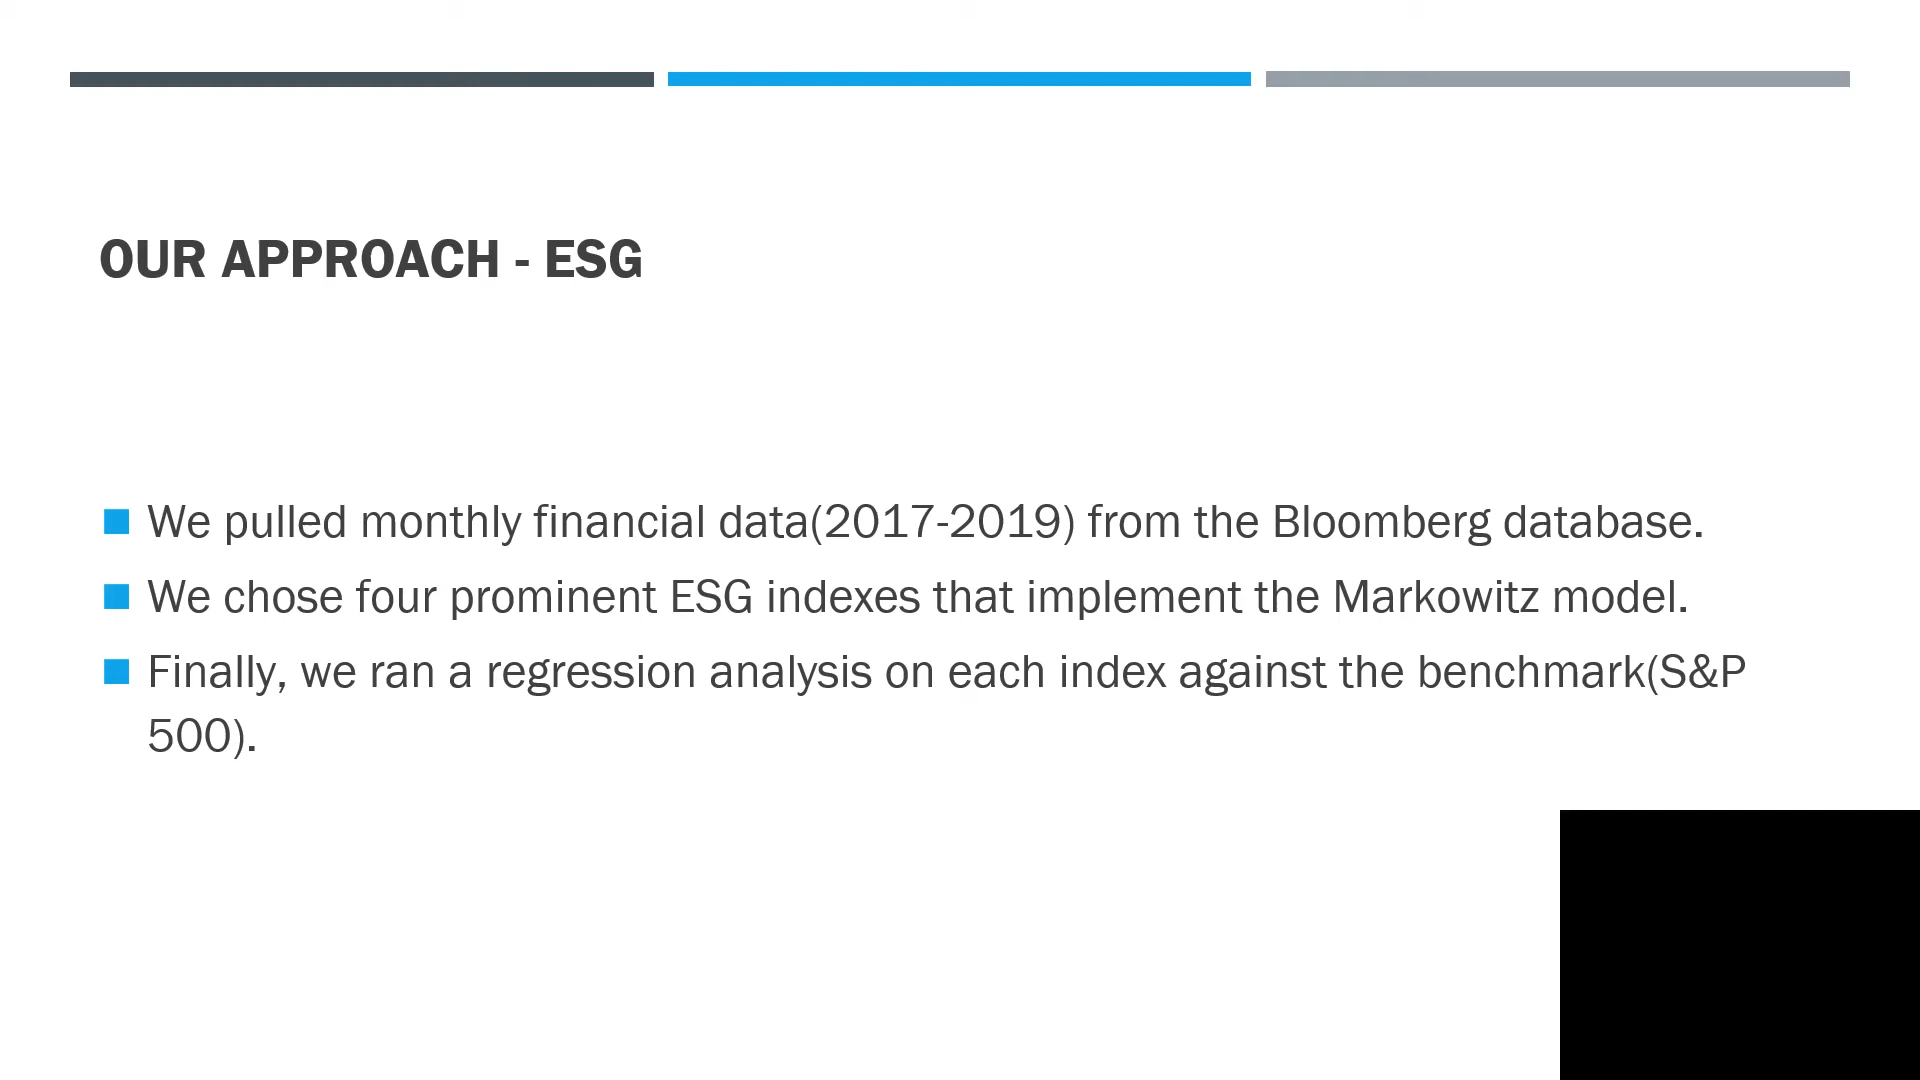 OUR APPROACH - ESG
We pulled monthly financial data(2017-2019) from the Bloomberg database.
We chose four prominent ESG indexes that implement the Markowitz model.
Finally, we ran a regression analysis on each index against the benchmark(S&P
500).